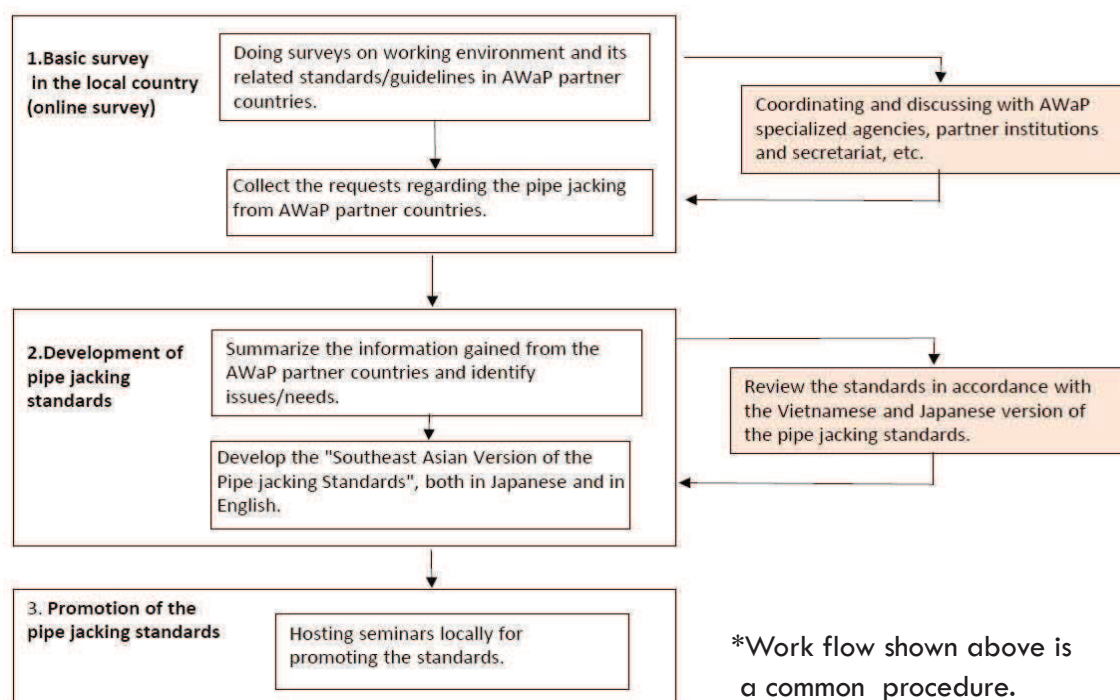 1.Basic survey
in the local country
(online survey)
Doing surveys on working environment and its
related standards/guidelines in AWaP partner
countries.
Collect the requests regarding the pipe jacking
from AWaP partner countries.
Coordinating and discussing with AWaP
specialized agencies, partner institutions
and secretariat, etc.
2.Development of
pipe jacking
standards
Summarize the information gained from the
AWaP partner countries and identify
issues/needs.
Develop the "Southeast Asian Version of the
Pipe jacking Standards", both in Japanese and in
English.
Review the standards in accordance with
the Vietnamese and Japanese version of
the pipe jacking standards.
3. Promotion of the
pipe jacking standards
Hosting seminars locally for
promoting the standards.
*Work flow shown above is
a common procedure.